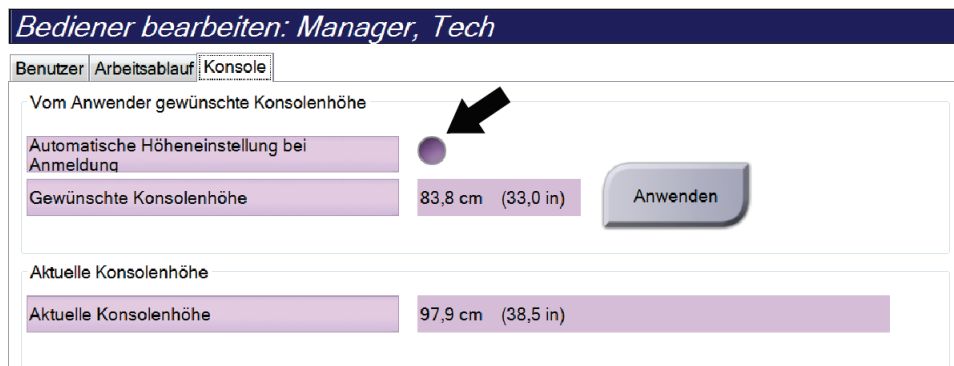 Bediener bearbeiten: Manager, Tech
Benutzer Arbeitsablauf Konsole
Vom Anwender gewünschte Konsolenhöhe
Automatische Höheneinstellung bei
Anmeldung
Gewünschte Konsolenhöhe 83,8 cm (33,0 in) Anwenden
Aktuelle Konsolenhöhe
Aktuelle Konsolenhöhe 97,9 cm (38,5 in)